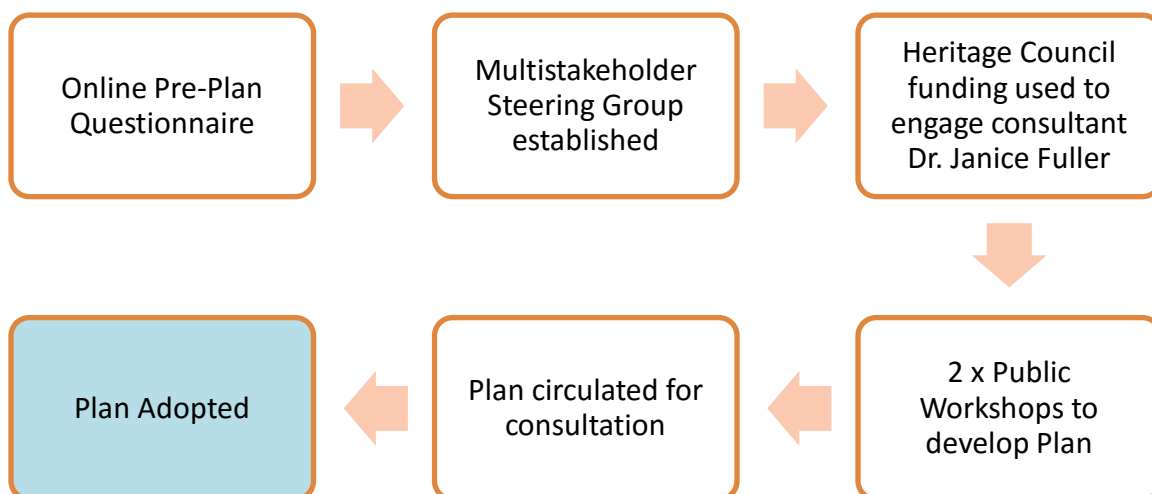 Online Pre-Plan
Questionnaire
Multistakeholder
Steering Group
established
Heritage Council
funding used to
engage consultant
Dr. Janice Fuller
2 x Public
Workshops to
develop Plan
Plan circulated for
consultation
Plan Adopted